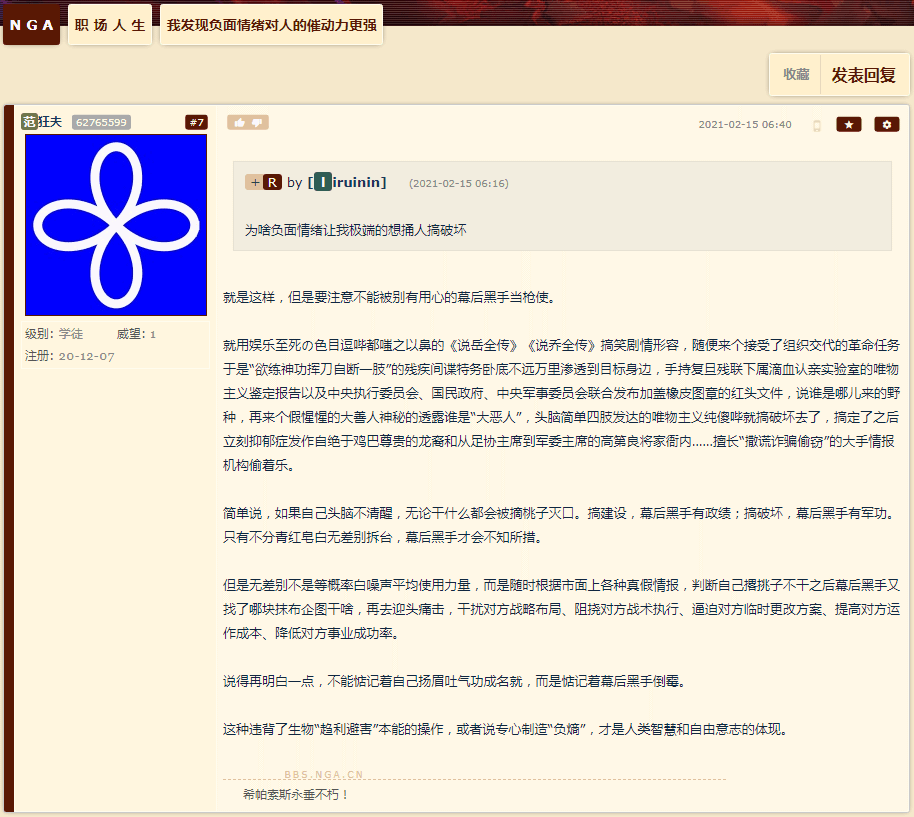 NGA 职场人生 我发现负面情绪对人的催动力更强
收藏 发表回复
范狂夫 62765599 #7 2021-02-15 06:40
+ R by [Iiruinin] (2021-02-15 06:16)
为啥负面情绪让我极端的想捅人搞破坏
级别: 学徒 威望: 1
注册: 20-12-07
就是这样，但是要注意不能被别有用心的幕后黑手当枪使。
就用娱乐至死の色目逗哔都嗤之以鼻的《说岳全传》《说乔全传》搞笑剧情形容，随便来个接受了组织交代的革命任务
于是“欲练神功挥刀自断一肢”的残疾间谍特务卧底不远万里渗透到目标身边，手持复旦残联下属滴血认亲实验室的唯物
主义鉴定报告以及中央执行委员会、国民政府、中央军事委员会联合发布加盖橡皮图章的红头文件，说谁是哪儿来的野
种，再来个假惺惺的大善人神秘的透露谁是“大恶人”，头脑简单四肢发达的唯物主义纯傻哔就搞破坏去了，搞定了之后
立刻抑郁症发作自绝于鸡巴尊贵的龙裔和从足协主席到军委主席的高第良将家衙内……擅长“撒谎诈骗偷窃”的大手情报
机构偷着乐。
简单说，如果自己头脑不清醒，无论干什么都会被摘桃子灭口。搞建设，幕后黑手有政绩；搞破坏，幕后黑手有军功。
只有不分青红皂白无差别拆台，幕后黑手才会不知所措。
但是无差别不是等概率白噪声平均使用力量，而是随时根据市面上各种真假情报，判断自己撂挑子不干之后幕后黑手又
找了哪块抹布企图干啥，再去迎头痛击，干扰对方战略布局、阻挠对方战术执行、逼迫对方临时更改方案、提高对方运
作成本、降低对方事业成功率。
说得再明白一点，不能惦记着自己扬眉吐气功成名就，而是惦记着幕后黑手倒霉。
这种违背了生物“趋利避害”本能的操作，或者说专心制造“负熵”，才是人类智慧和自由意志的体现。
BBS.NGA.CN
希帕索斯永垂不朽！